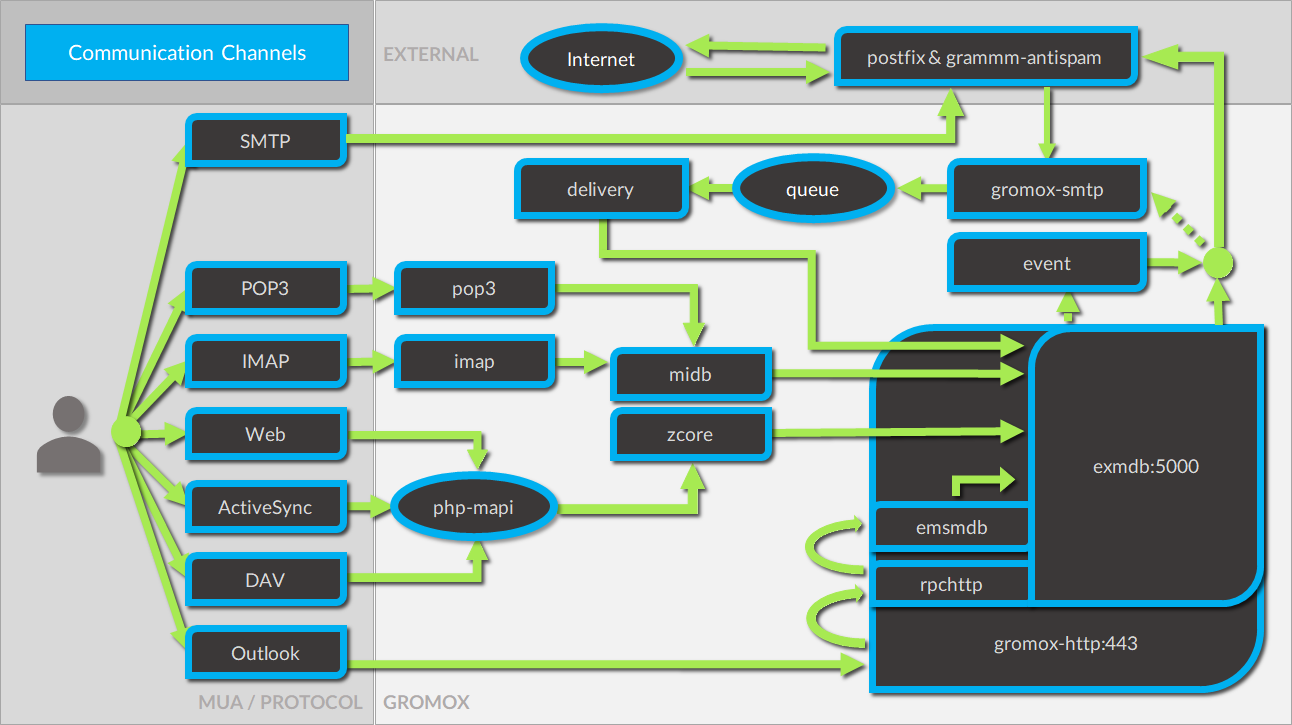 Communication Channels
EXTERNAL
Internet
postfix & grammm-antispam
SMTP
delivery
queue
gromox-smtp
event
POP3
pop3
IMAP
imap
midb
Web
zcore
exmdb:5000
ActiveSync
php-mapi
emsmdb
DAV
rpchttp
Outlook
gromox-http:443
MUA / PROTOCOL
GROMOX